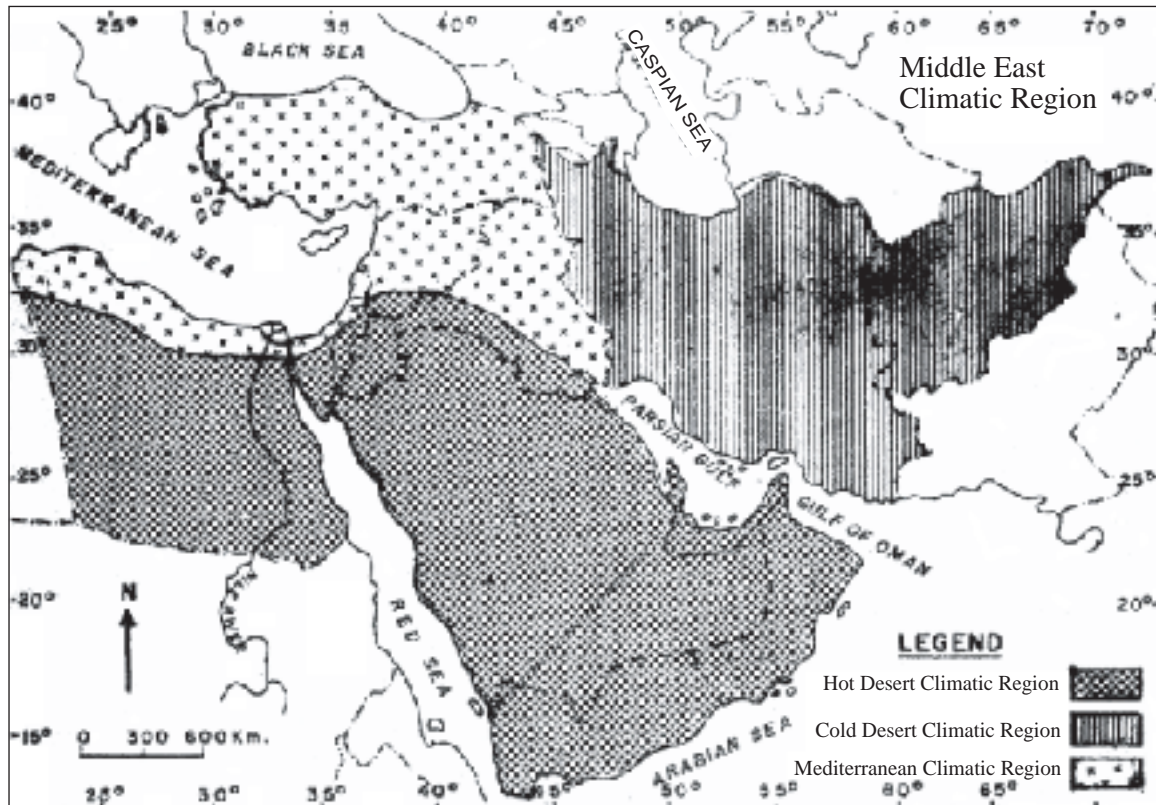 25° 30° 35° 40° 45° 50° 55° 60° 65° 70°
BLACK SEA
CASPIAN SEA
Middle East
Climatic Region
40° 40°
MEDITERRANEAN SEA
35° 35°
30° 30°
PARSIAN GULF
25° 25°
GULF OF OMAN
N
20° 20°
RED SEA
LEGEND
Hot Desert Climatic Region
Cold Desert Climatic Region
Mediterranean Climatic Region
15°
0 300 600 Km.
ARABIAN SEA
25° 30° 35° 40° 45° 50° 55° 60° 65°